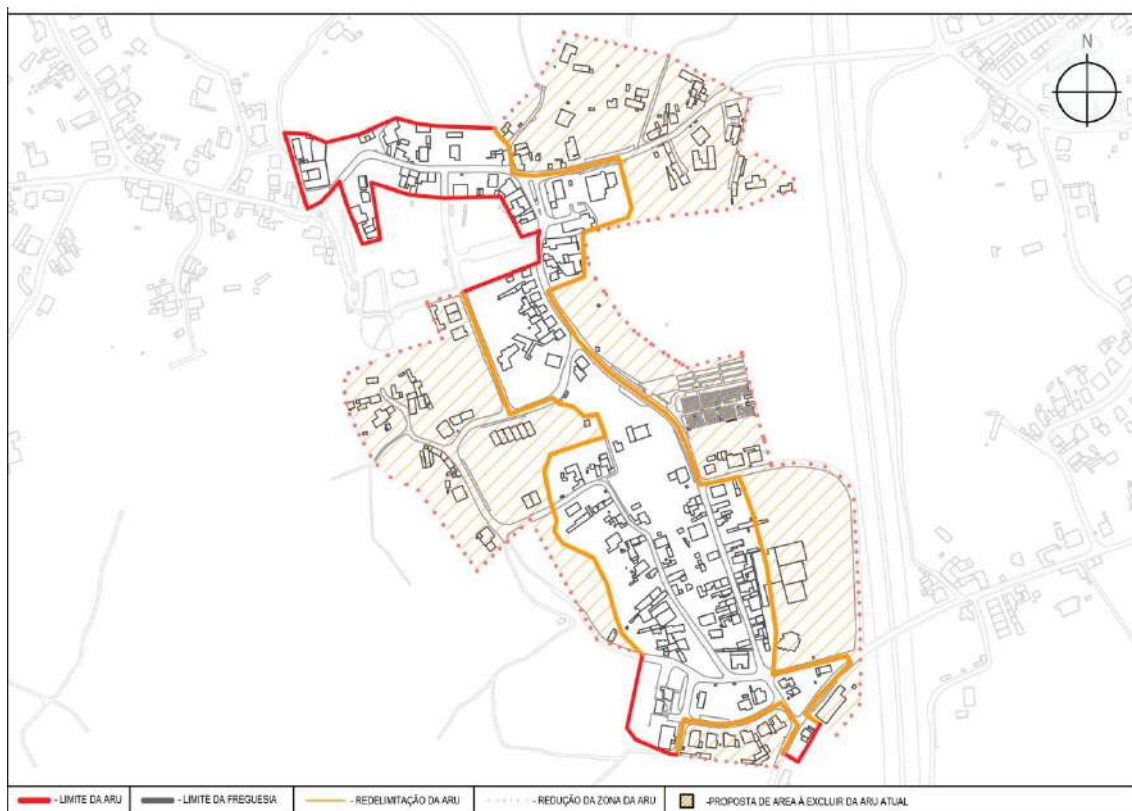 N
- LIMITE DA ARU
- LIMITE DA FREGUESIA
- REDELIMITAÇÃO DA ARU
- REDUÇÃO DA ZONA DA ARU
-PROPOSTA DE AREA À EXCLUIR DA ARU ATUAL